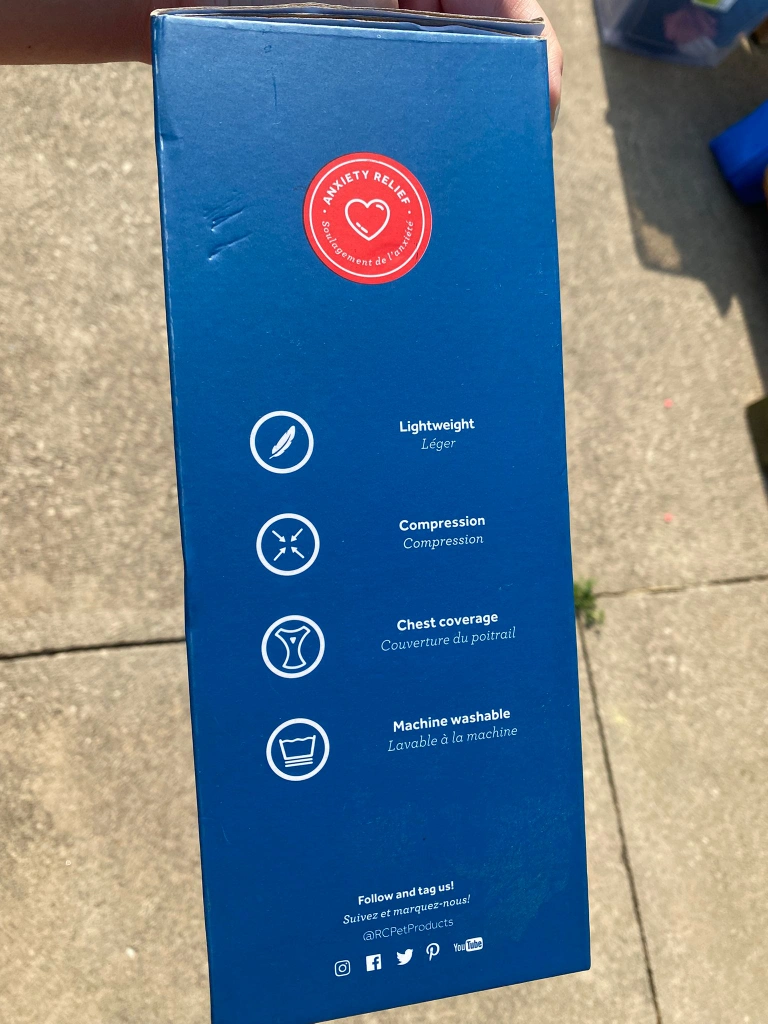 ANXIETY RELIEF
Soulagement de l'anxiété
Lightweight
Léger
Compression
Compression
Chest coverage
Couverture du poitrail
Machine washable
Lavable à la machine
Follow and tag us!
Suivez et marquez-nous!
@RCPetProducts
YouTube